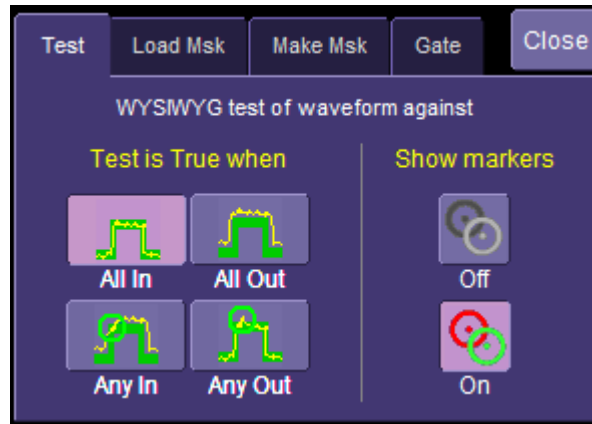 Test Load Msk Make Msk Gate Close
WYSIWYG test of waveform against
Test is True when
Show markers
All In All Out
Off
Any In Any Out
On